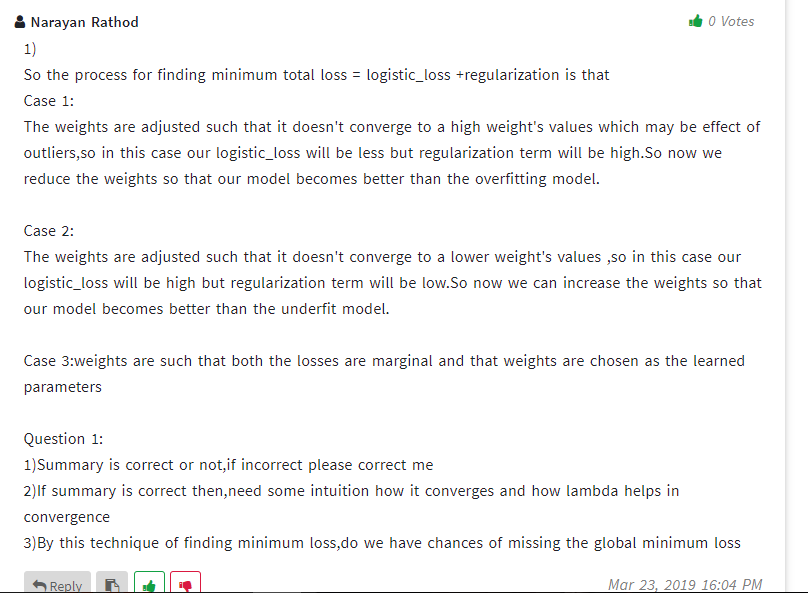 Narayan Rathod
0 Votes
1)
So the process for finding minimum total loss = logistic_loss +regularization is that
Case 1:
The weights are adjusted such that it doesn't converge to a high weight's values which may be effect of
outliers,so in this case our logistic_loss will be less but regularization term will be high.So now we
reduce the weights so that our model becomes better than the overfitting model.
Case 2:
The weights are adjusted such that it doesn't converge to a lower weight's values ,so in this case our
logistic_loss will be high but regularization term will be low.So now we can increase the weights so that
our model becomes better than the underfit model.
Case 3:weights are such that both the losses are marginal and that weights are chosen as the learned
parameters
Question 1:
1)Summary is correct or not,if incorrect please correct me
2)If summary is correct then,need some intuition how it converges and how lambda helps in
convergence
3)By this technique of finding minimum loss,do we have chances of missing the global minimum loss
Reply
Mar 23, 2019 16:04 PM